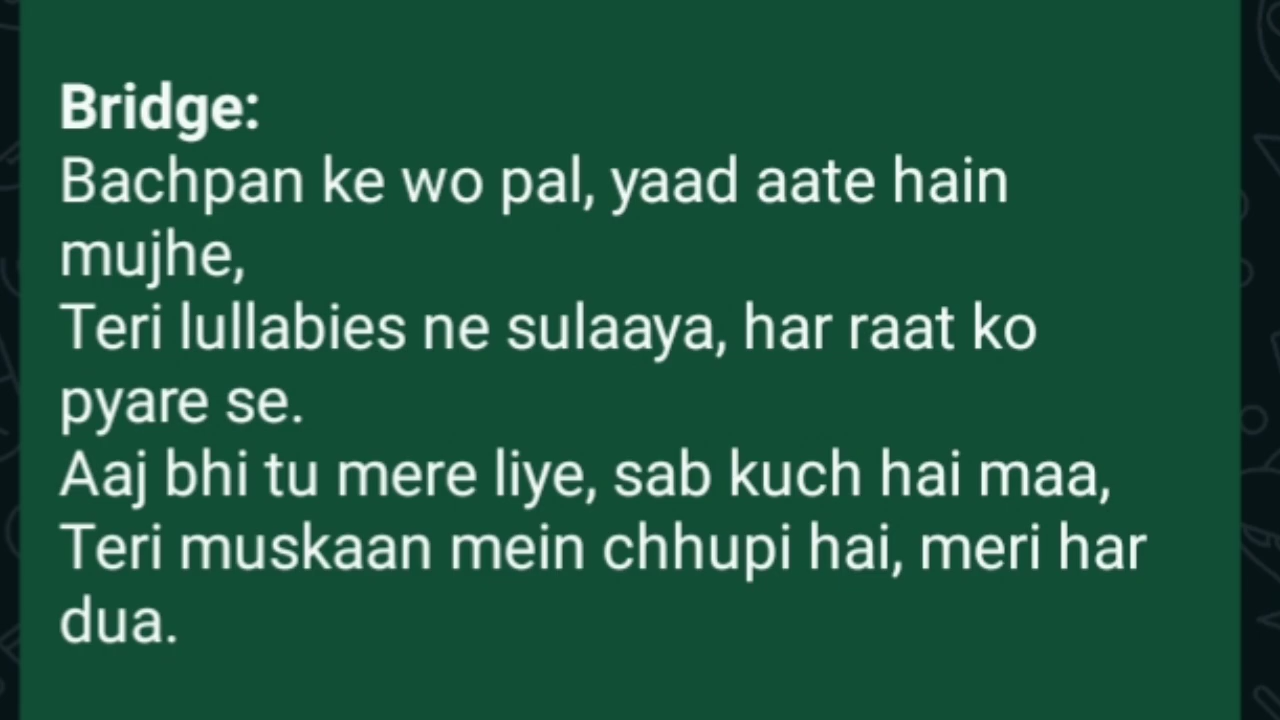 Bridge:
Bachpan ke wo pal, yaad aate hain
mujhe,
Teri lullabies ne sulaaya, har raat ko
pyare se.
Aaj bhi tu mere liye, sab kuch hai maa,
Teri muskaan mein chhupi hai, meri har
dua.